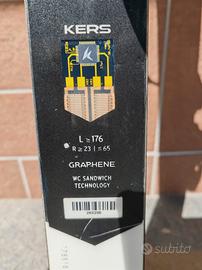 KERS
K
L ≥ 176
R ≥ 23 | ≤ 65
GRAPHENE
WC SANDWICH
TECHNOLOGY
subito